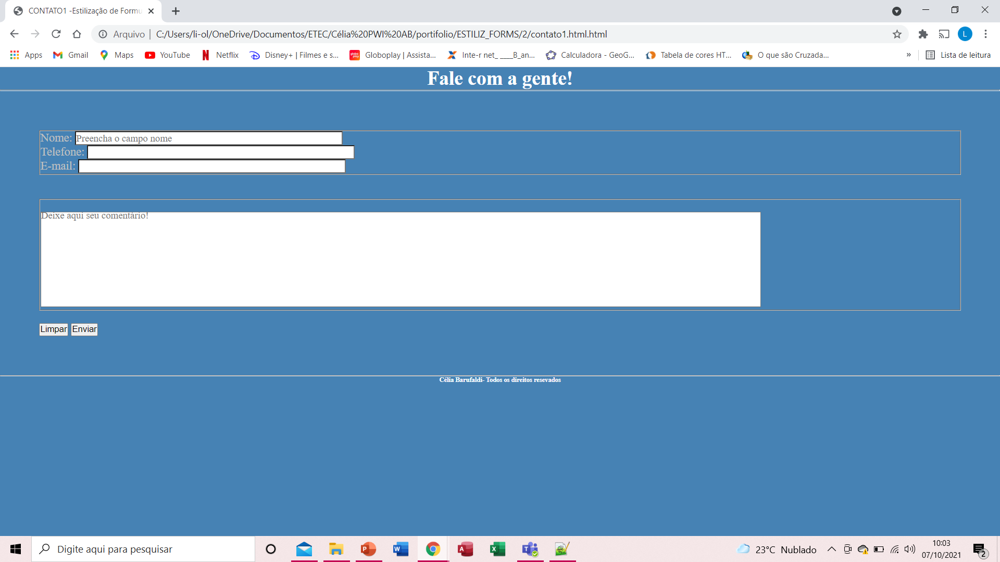 CONTATO1 -Estilização de Formu
Arquivo | C:/Users/li-ol/OneDrive/Documentos/ETEC/Célia%20PWI%20AB/portifolio/ESTILIZ_FORMS/2/contato1.html.html
L
Apps Gmail Maps YouTube Netflix Disney+ | Filmes e s... Globoplay | Assista... Inte-r net_ ____B_an... Calculadora - GeoG... Tabela de cores HT... O que são Cruzada... » Lista de leitura
Fale com a gente!
Nome: Preencha o campo nome
Telefone:
E-mail:
Deixe aqui seu comentário!
Limpar Enviar
Célia Barufaldi- Todos os direitos resevados
Digite aqui para pesquisar
23°C Nublado
10:03
07/10/2021
2